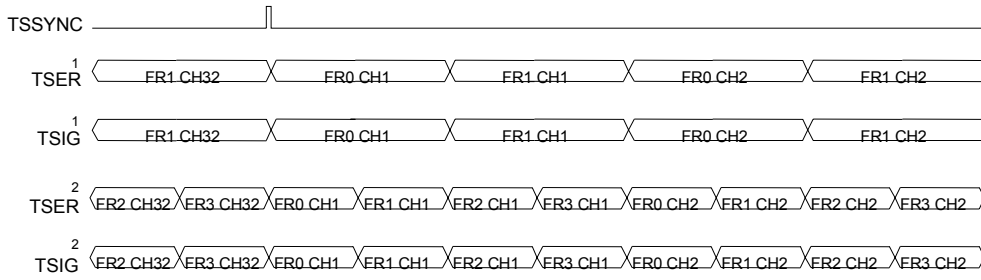 TSSYNC
TSER 1 FR1 CH32 FR0 CH1 FR1 CH1 FR0 CH2 FR1 CH2
TSIG 1 FR1 CH32 FR0 CH1 FR1 CH1 FR0 CH2 FR1 CH2
TSER 2 FR2 CH32 FR3 CH32 FR0 CH1 FR1 CH1 FR2 CH1 FR3 CH1 FR0 CH2 FR1 CH2 FR2 CH2 FR3 CH2
TSIG 2 FR2 CH32 FR3 CH32 FR0 CH1 FR1 CH1 FR2 CH1 FR3 CH1 FR0 CH2 FR1 CH2 FR2 CH2 FR3 CH2